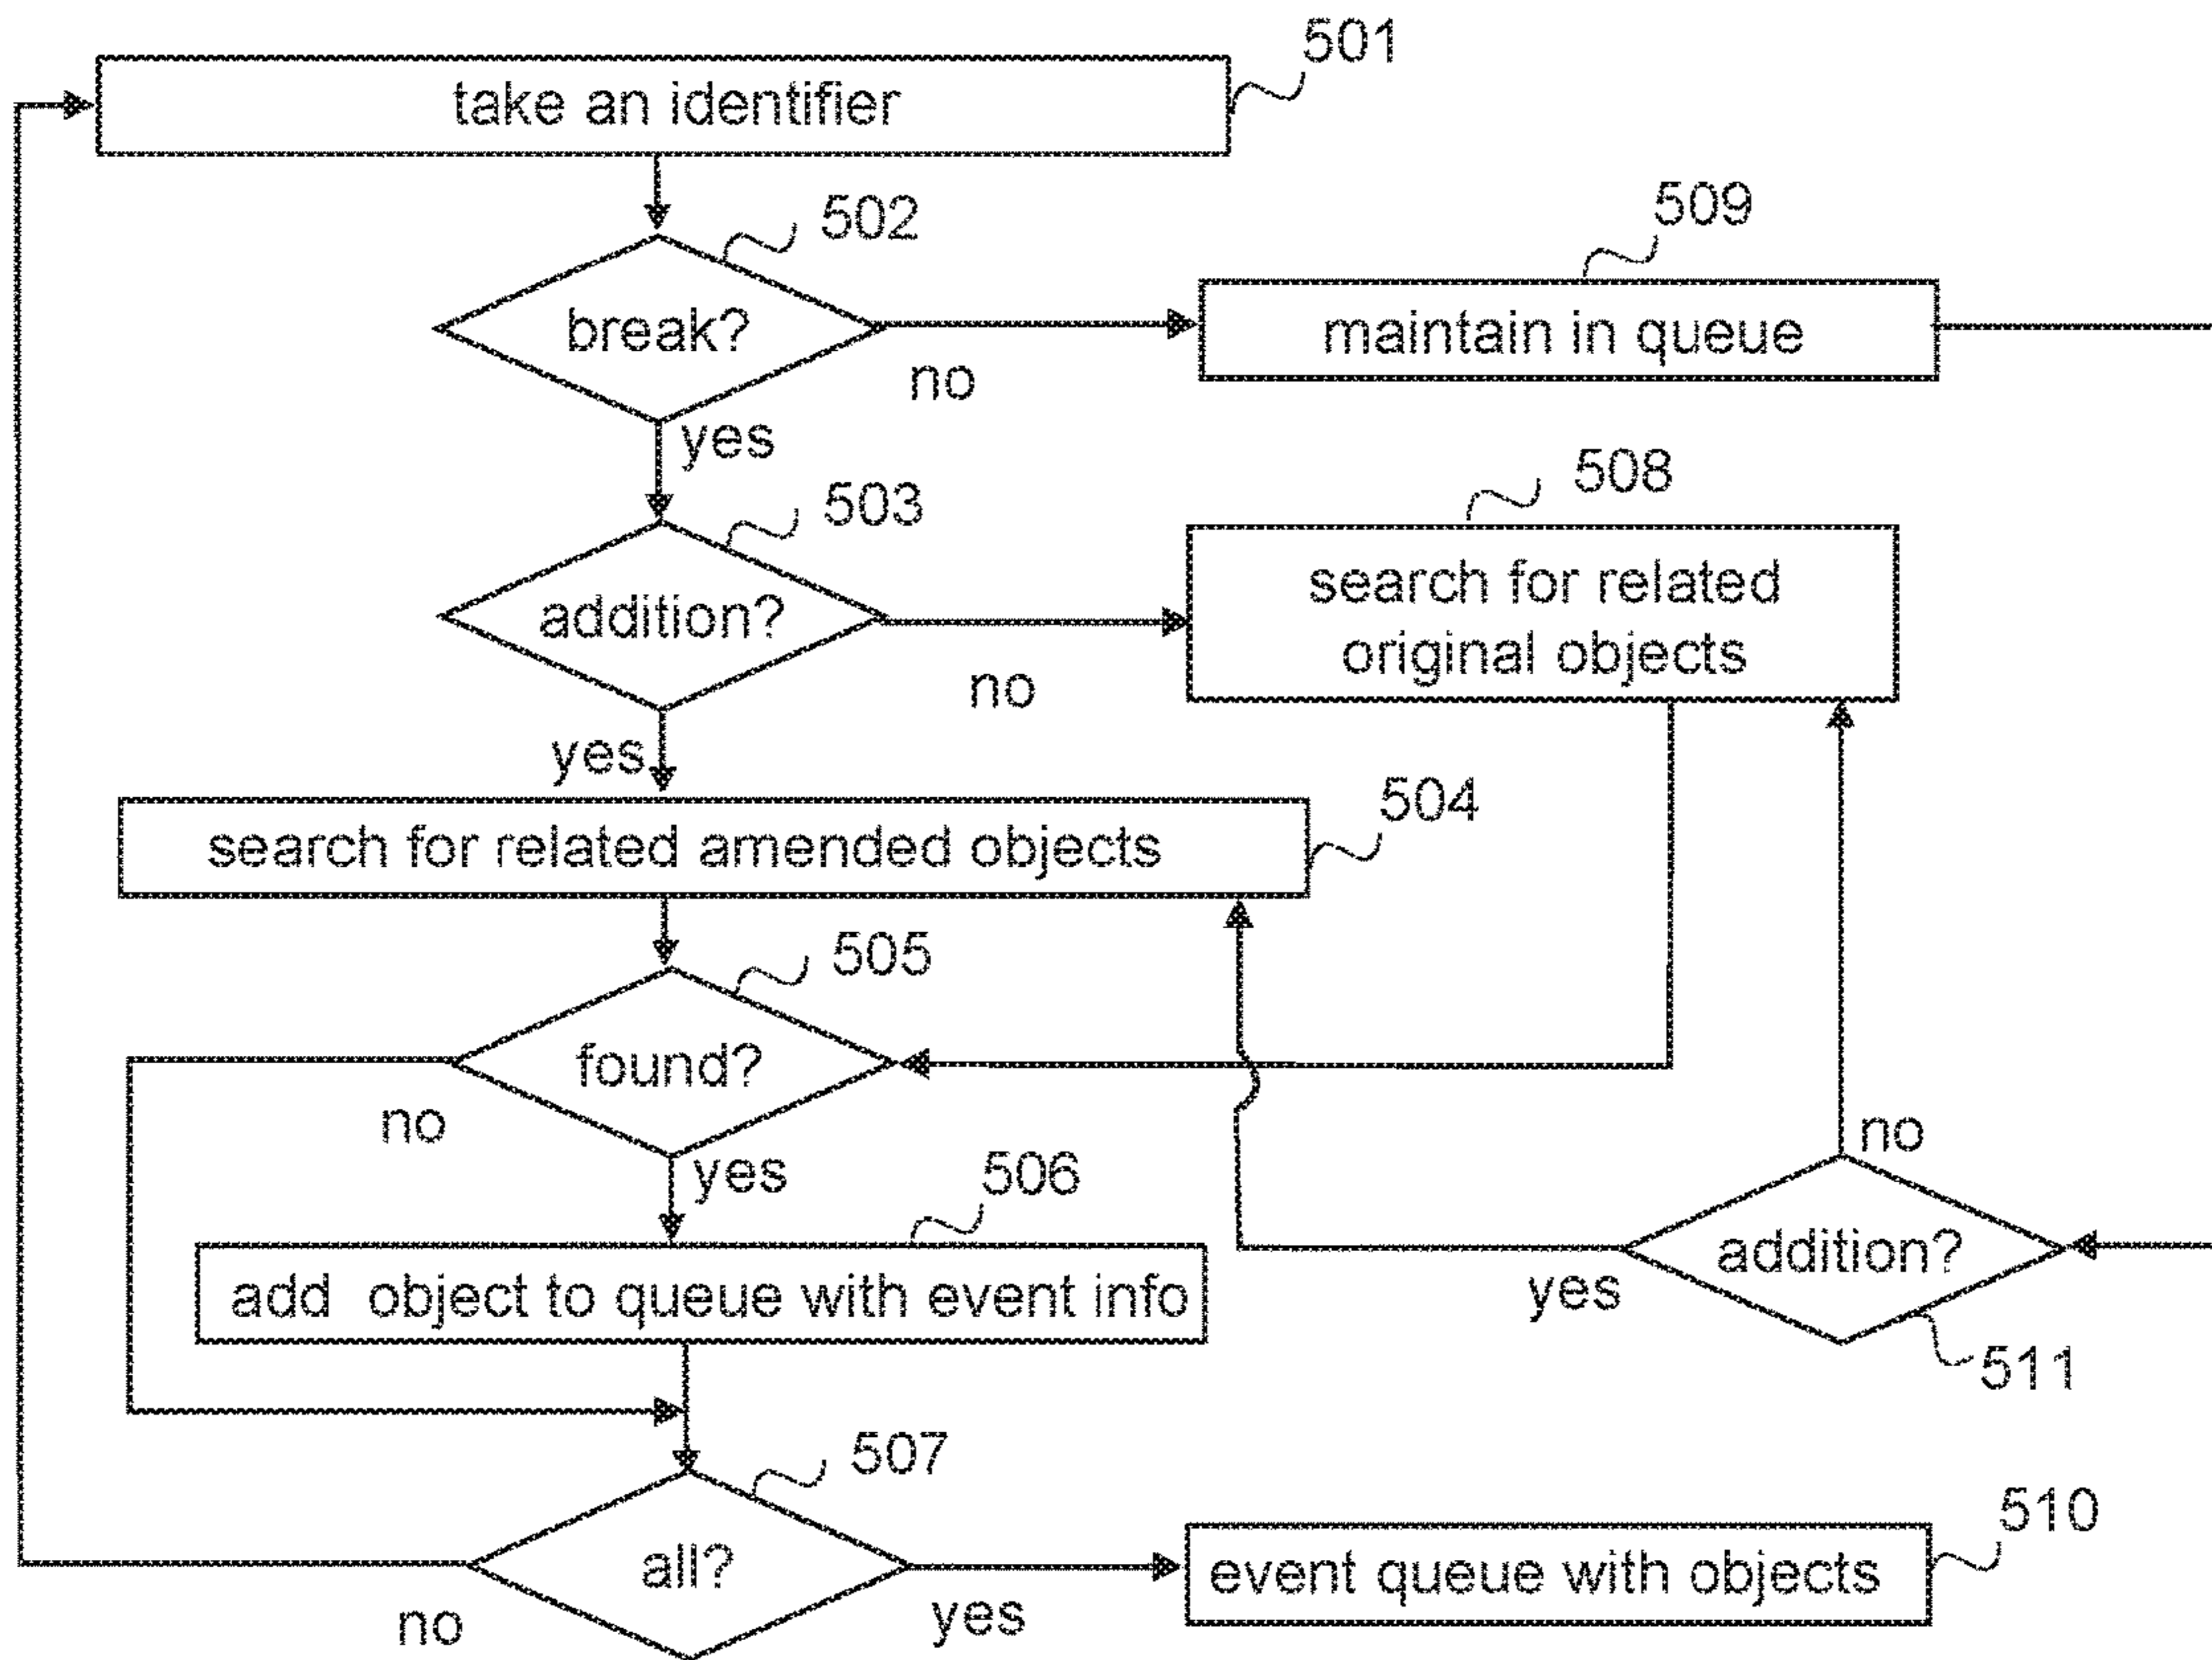 501
take an identifier
502
509
break?
maintain in queue
no
yes
503
508
addition?
search for related
original objects
no
yes
504
search for related amended objects
505
found?
no
no
yes
506
addition?
add object to queue with event info
yes
511
507
510
all?
event queue with objects
no
yes